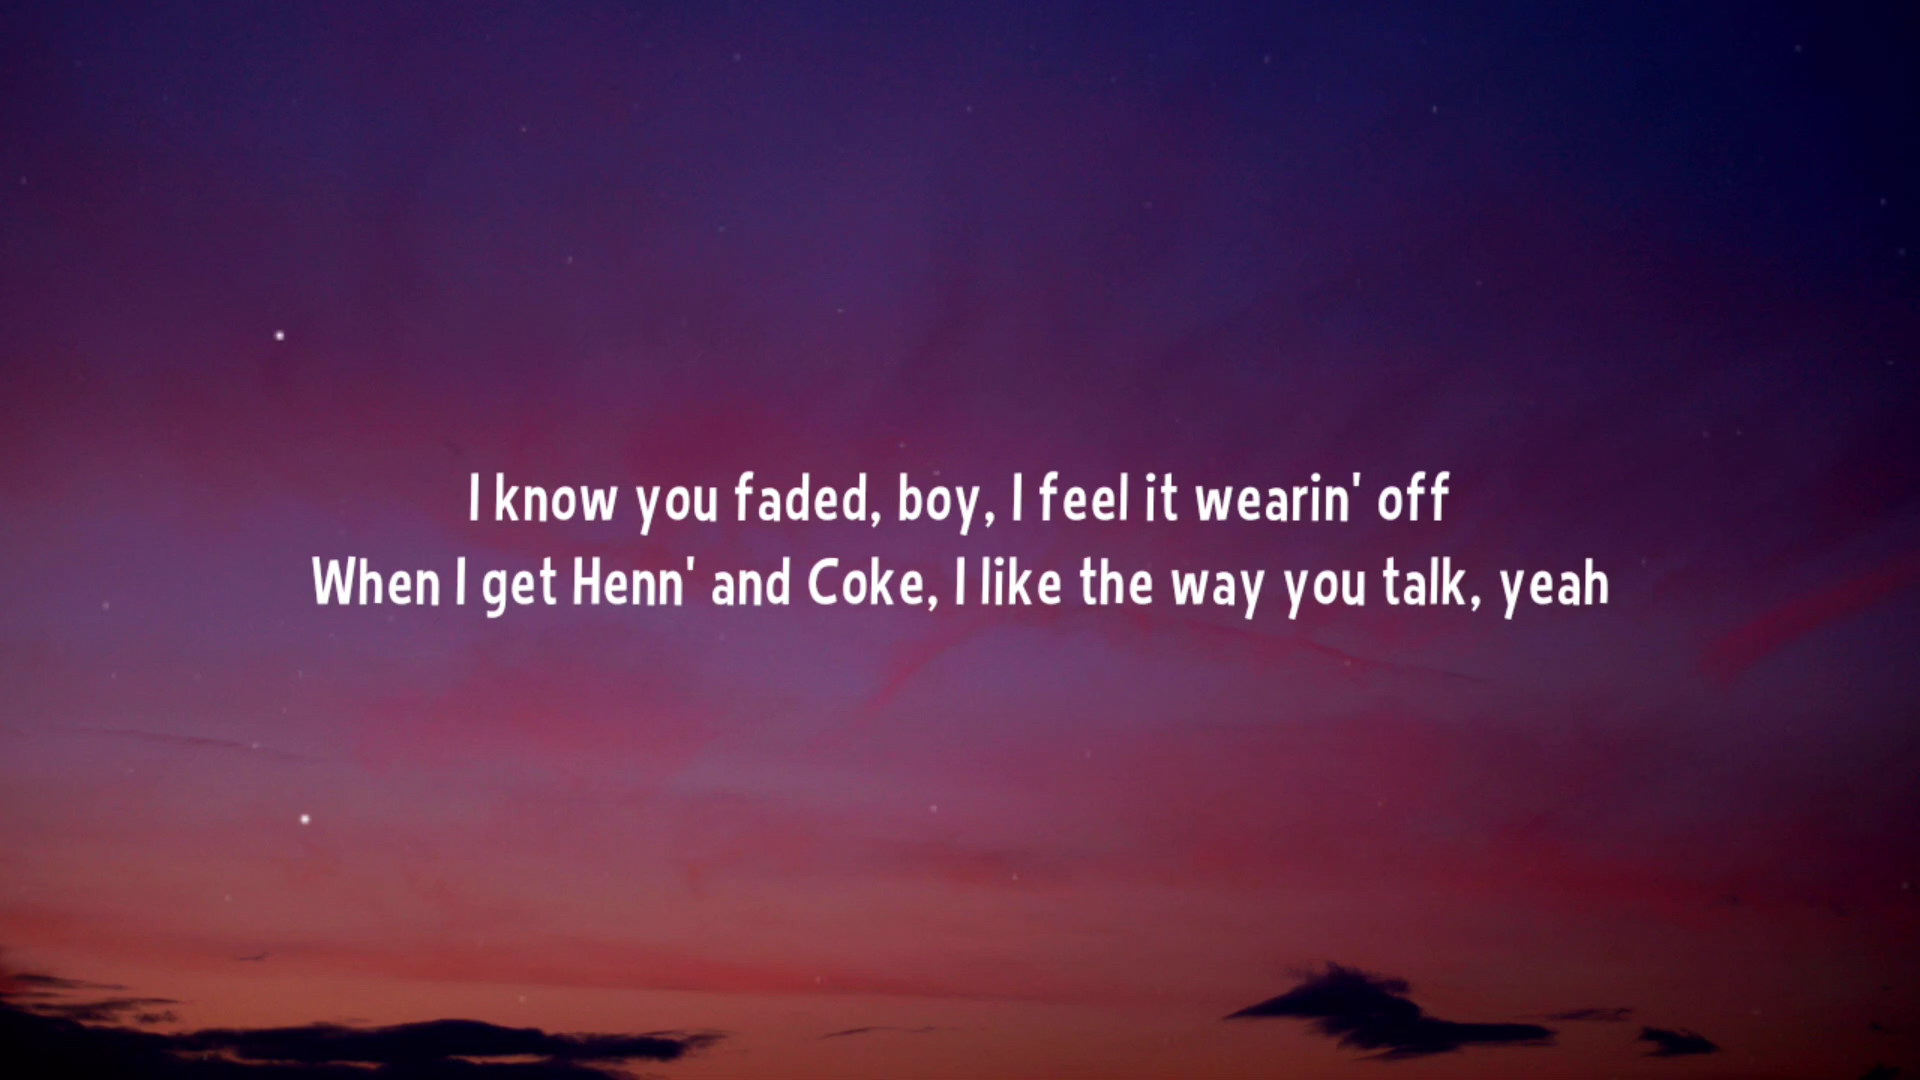 I know you faded, boy, I feel it wearin' off
When I get Henn' and Coke, I like the way you talk, yeah